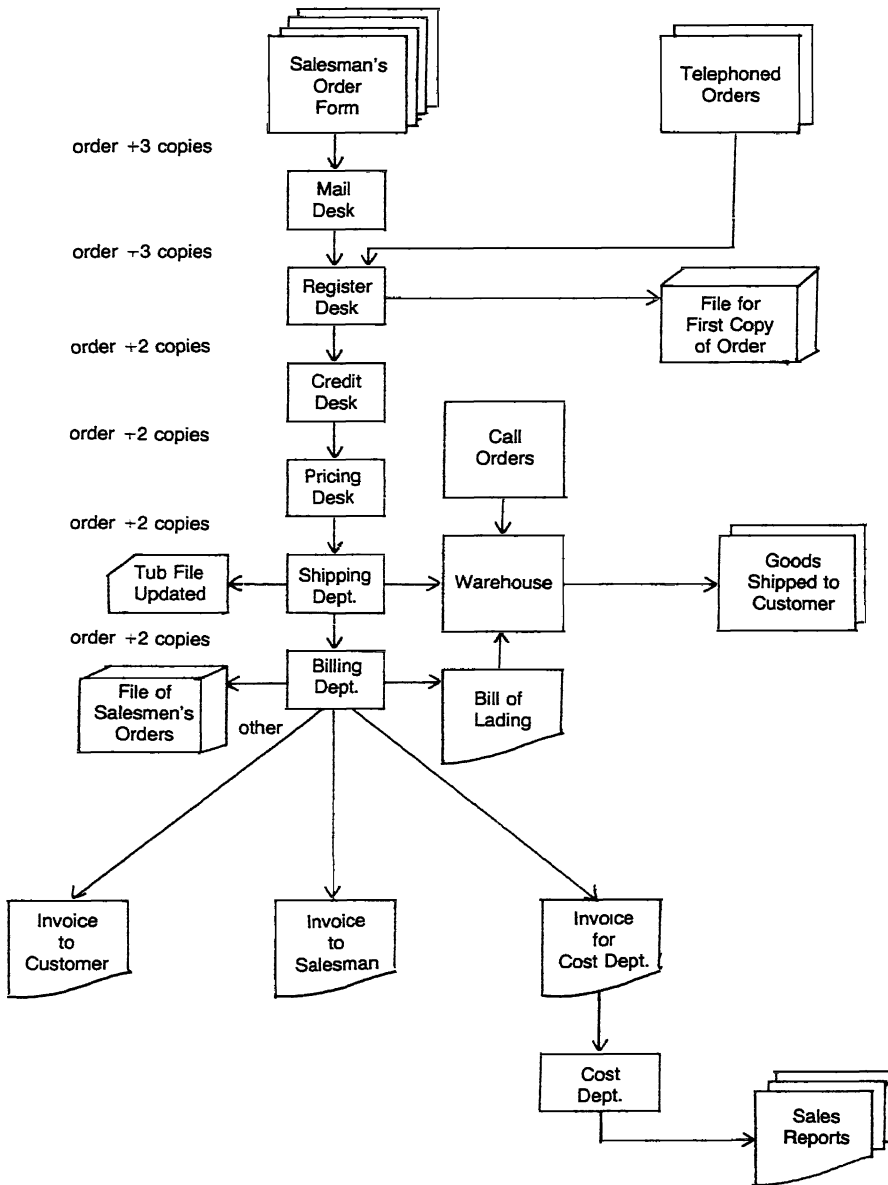 Salesman's
Order
Form
Telephoned
Orders
order +3 copies
Mail
Desk
order +3 copies
Register
Desk
File for
First Copy
of Order
order +2 copies
Credit
Desk
order +2 copies
Call
Orders
Pricing
Desk
order +2 copies
Tub File
Updated
Shipping
Dept.
Warehouse
Goods
Shipped to
Customer
order +2 copies
Billing
Dept.
File of
Salesmen's
Orders
other
Bill of
Lading
Invoice
to
Customer
Invoice
to
Salesman
Invoice
for
Cost Dept.
Cost
Dept.
Sales
Reports